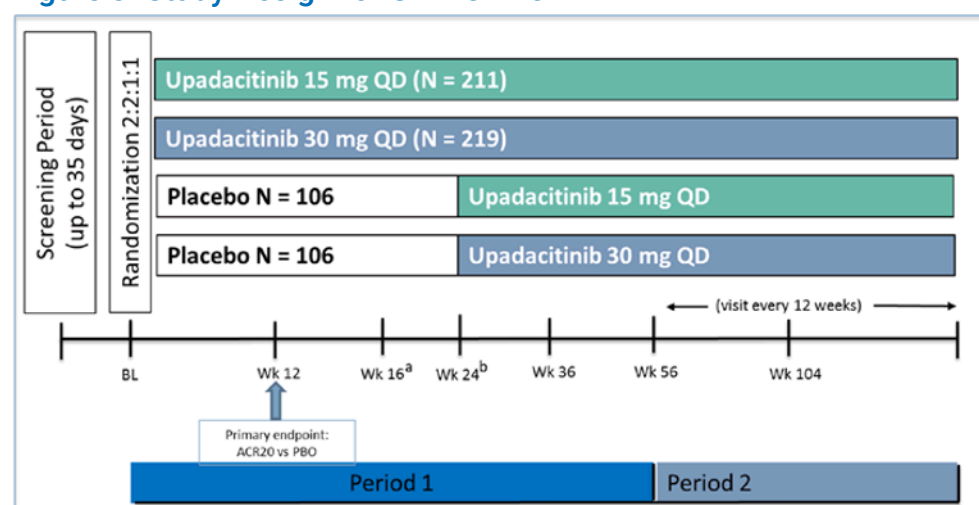 Screening Period
(up to 35 days)
Randomization 2:2:1:1
Upadacitinib 15 mg QD (N = 211)
Upadacitinib 30 mg QD (N = 219)
Placebo N = 106
Upadacitinib 15 mg QD
Placebo N = 106
Upadacitinib 30 mg QD
(visit every 12 weeks)
BL
Wk 12
Wk 16a
Wk 24b
Wk 36
Wk 56
Wk 104
Primary endpoint:
ACR20 vs PBO
Period 1
Period 2